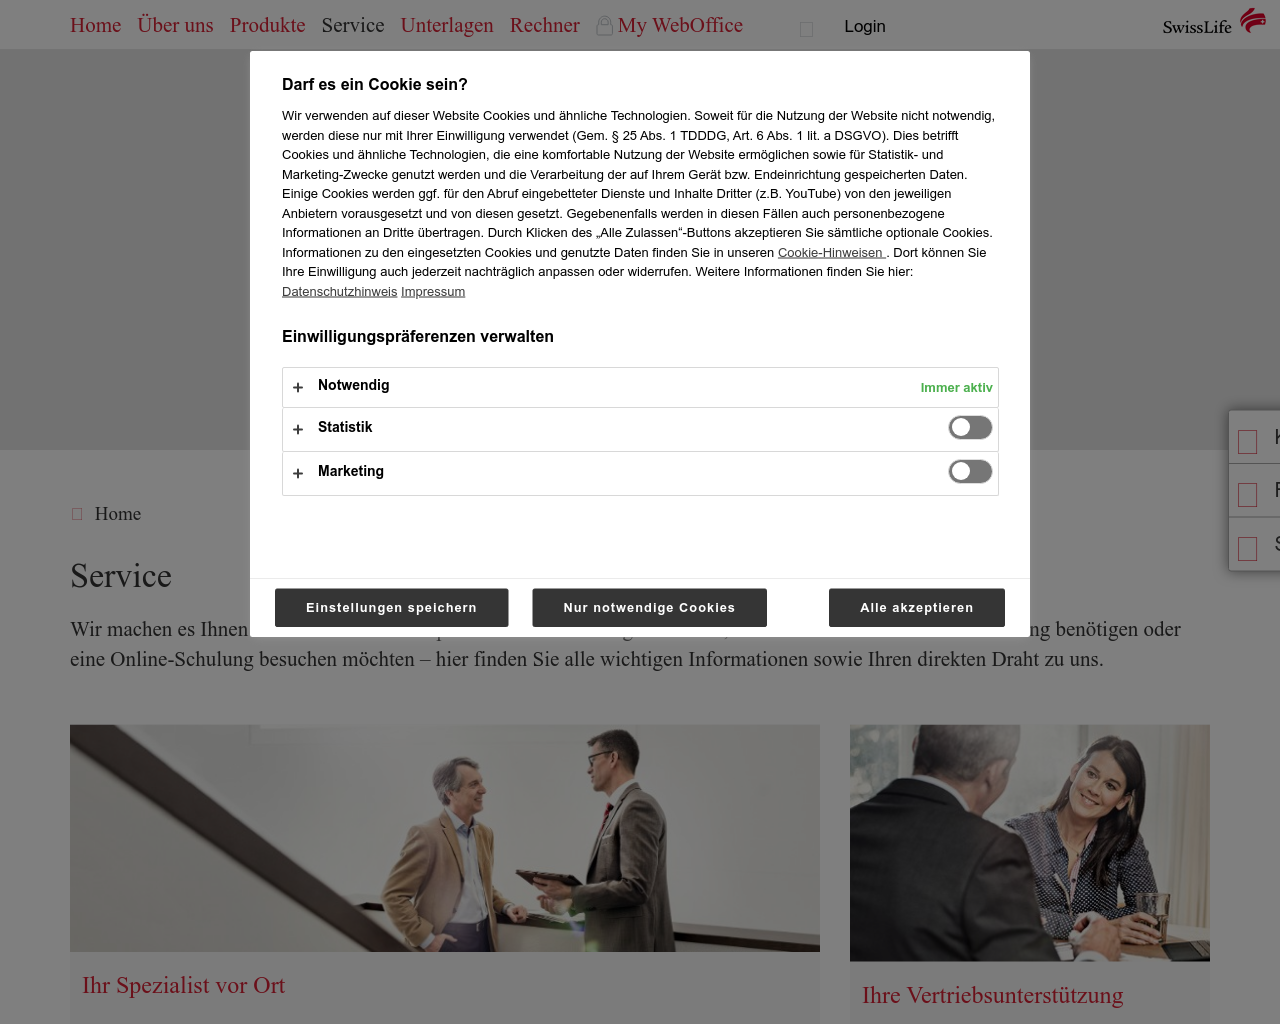 Home Über uns Produkte Service Unterlagen Rechner My WebOffice Login SwissLife
Darf es ein Cookie sein?
Wir verwenden auf dieser Website Cookies und ähnliche Technologien. Soweit für die Nutzung der Website nicht notwendig,
werden diese nur mit Ihrer Einwilligung verwendet (Gem. § 25 Abs. 1 TDDDG, Art. 6 Abs. 1 lit. a DSGVO). Dies betrifft
Cookies und ähnliche Technologien, die eine komfortable Nutzung der Website ermöglichen sowie für Statistik- und
Marketing-Zwecke genutzt werden und die Verarbeitung der auf Ihrem Gerät bzw. Endeinrichtung gespeicherten Daten.
Einige Cookies werden ggf. für den Abruf eingebetteter Dienste und Inhalte Dritter (z.B. YouTube) von den jeweiligen
Anbietern vorausgesetzt und von diesen gesetzt. Gegebenenfalls werden in diesen Fällen auch personenbezogene
Informationen an Dritte übertragen. Durch Klicken des „Alle Zulassen“-Buttons akzeptieren Sie sämtliche optionale Cookies.
Informationen zu den eingesetzten Cookies und genutzte Daten finden Sie in unseren Cookie-Hinweisen . Dort können Sie
Ihre Einwilligung auch jederzeit nachträglich anpassen oder widerrufen. Weitere Informationen finden Sie hier:
Datenschutzhinweis Impressum
Einwilligungspräferenzen verwalten
Notwendig Immer aktiv
Statistik
Marketing
Einstellungen speichern Nur notwendige Cookies Alle akzeptieren
Home
Service
Wir machen es Ihnen ng benötigen oder
eine Online-Schulung besuchen möchten – hier finden Sie alle wichtigen Informationen sowie Ihren direkten Draht zu uns.
Ihr Spezialist vor Ort
Ihre Vertriebsunterstützung